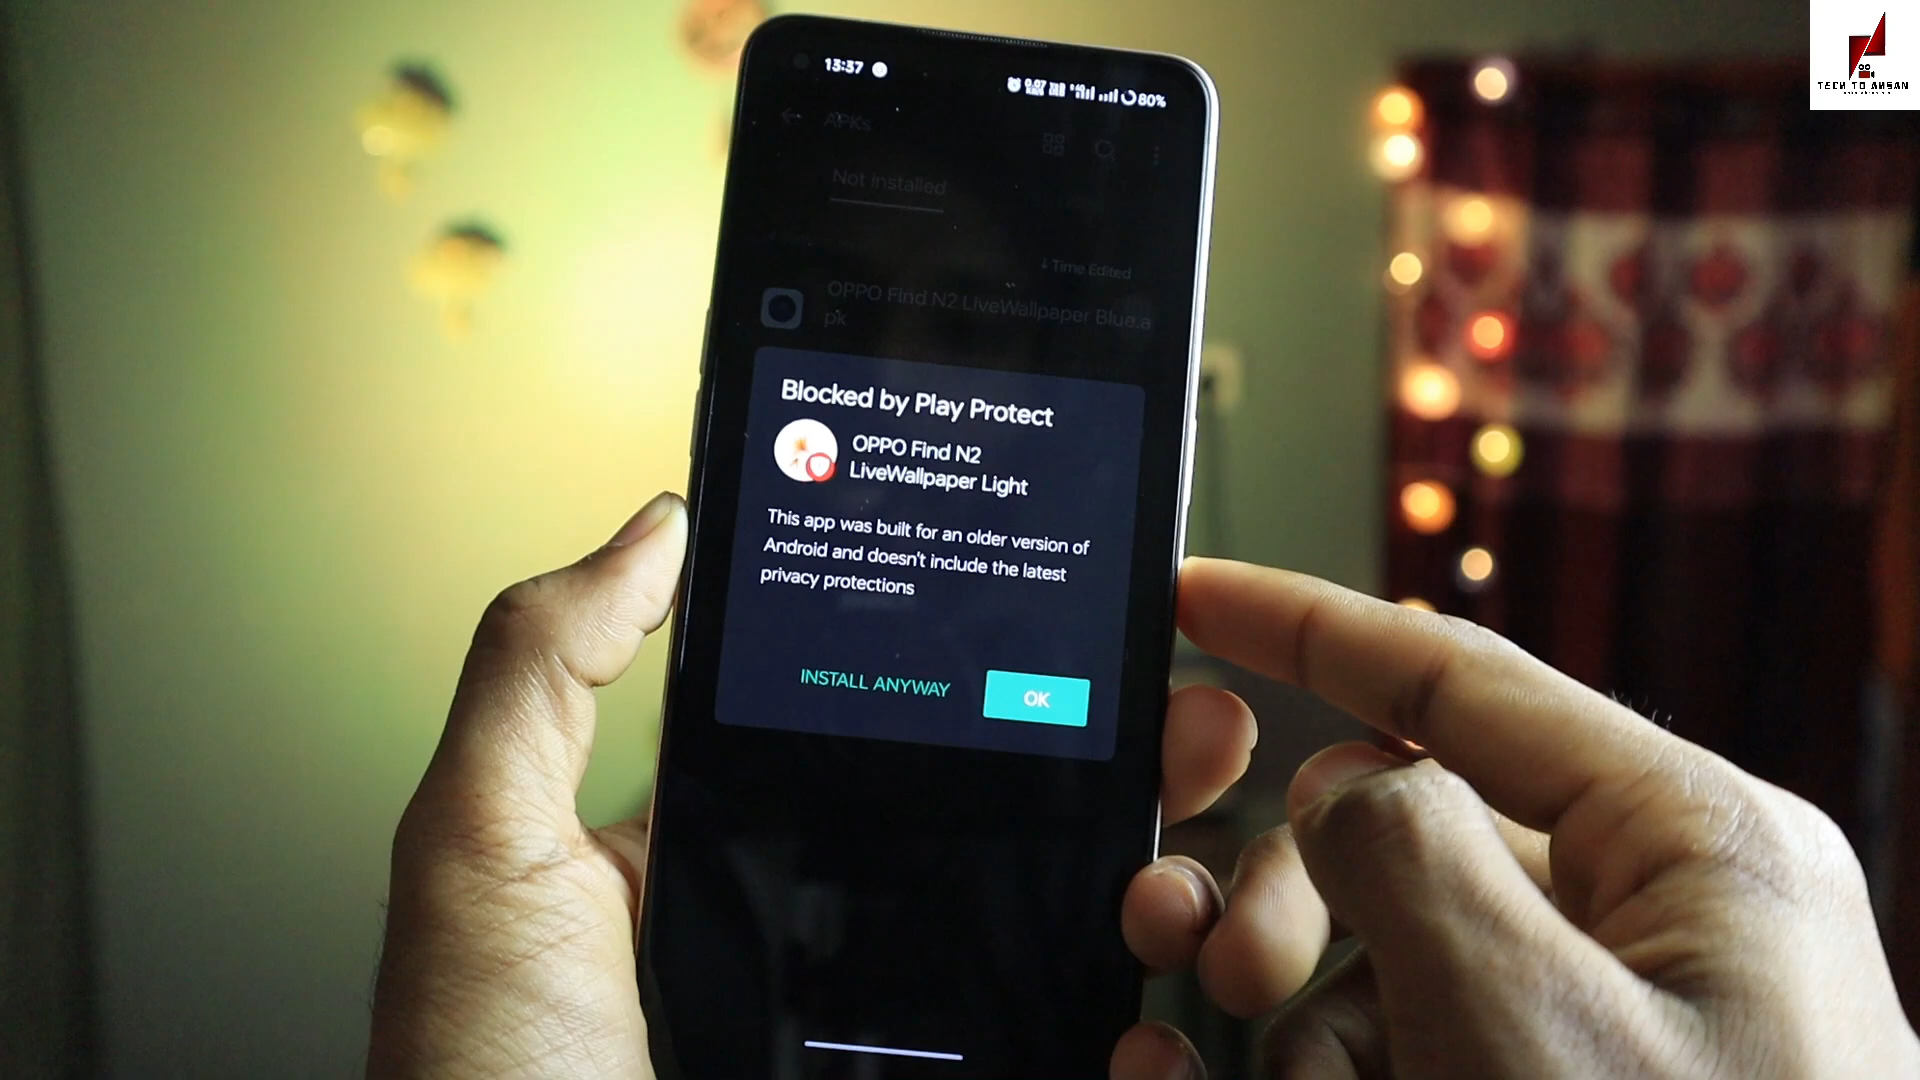 TECH TO AHSAN
13:37
80%
APKs
Not installed
↓ Time Edited
OPPO Find N2 LiveWallpaper Blue.a
pk
Blocked by Play Protect
OPPO Find N2
LiveWallpaper Light
This app was built for an older version of
Android and doesn't include the latest
privacy protections
INSTALL ANYWAY
OK